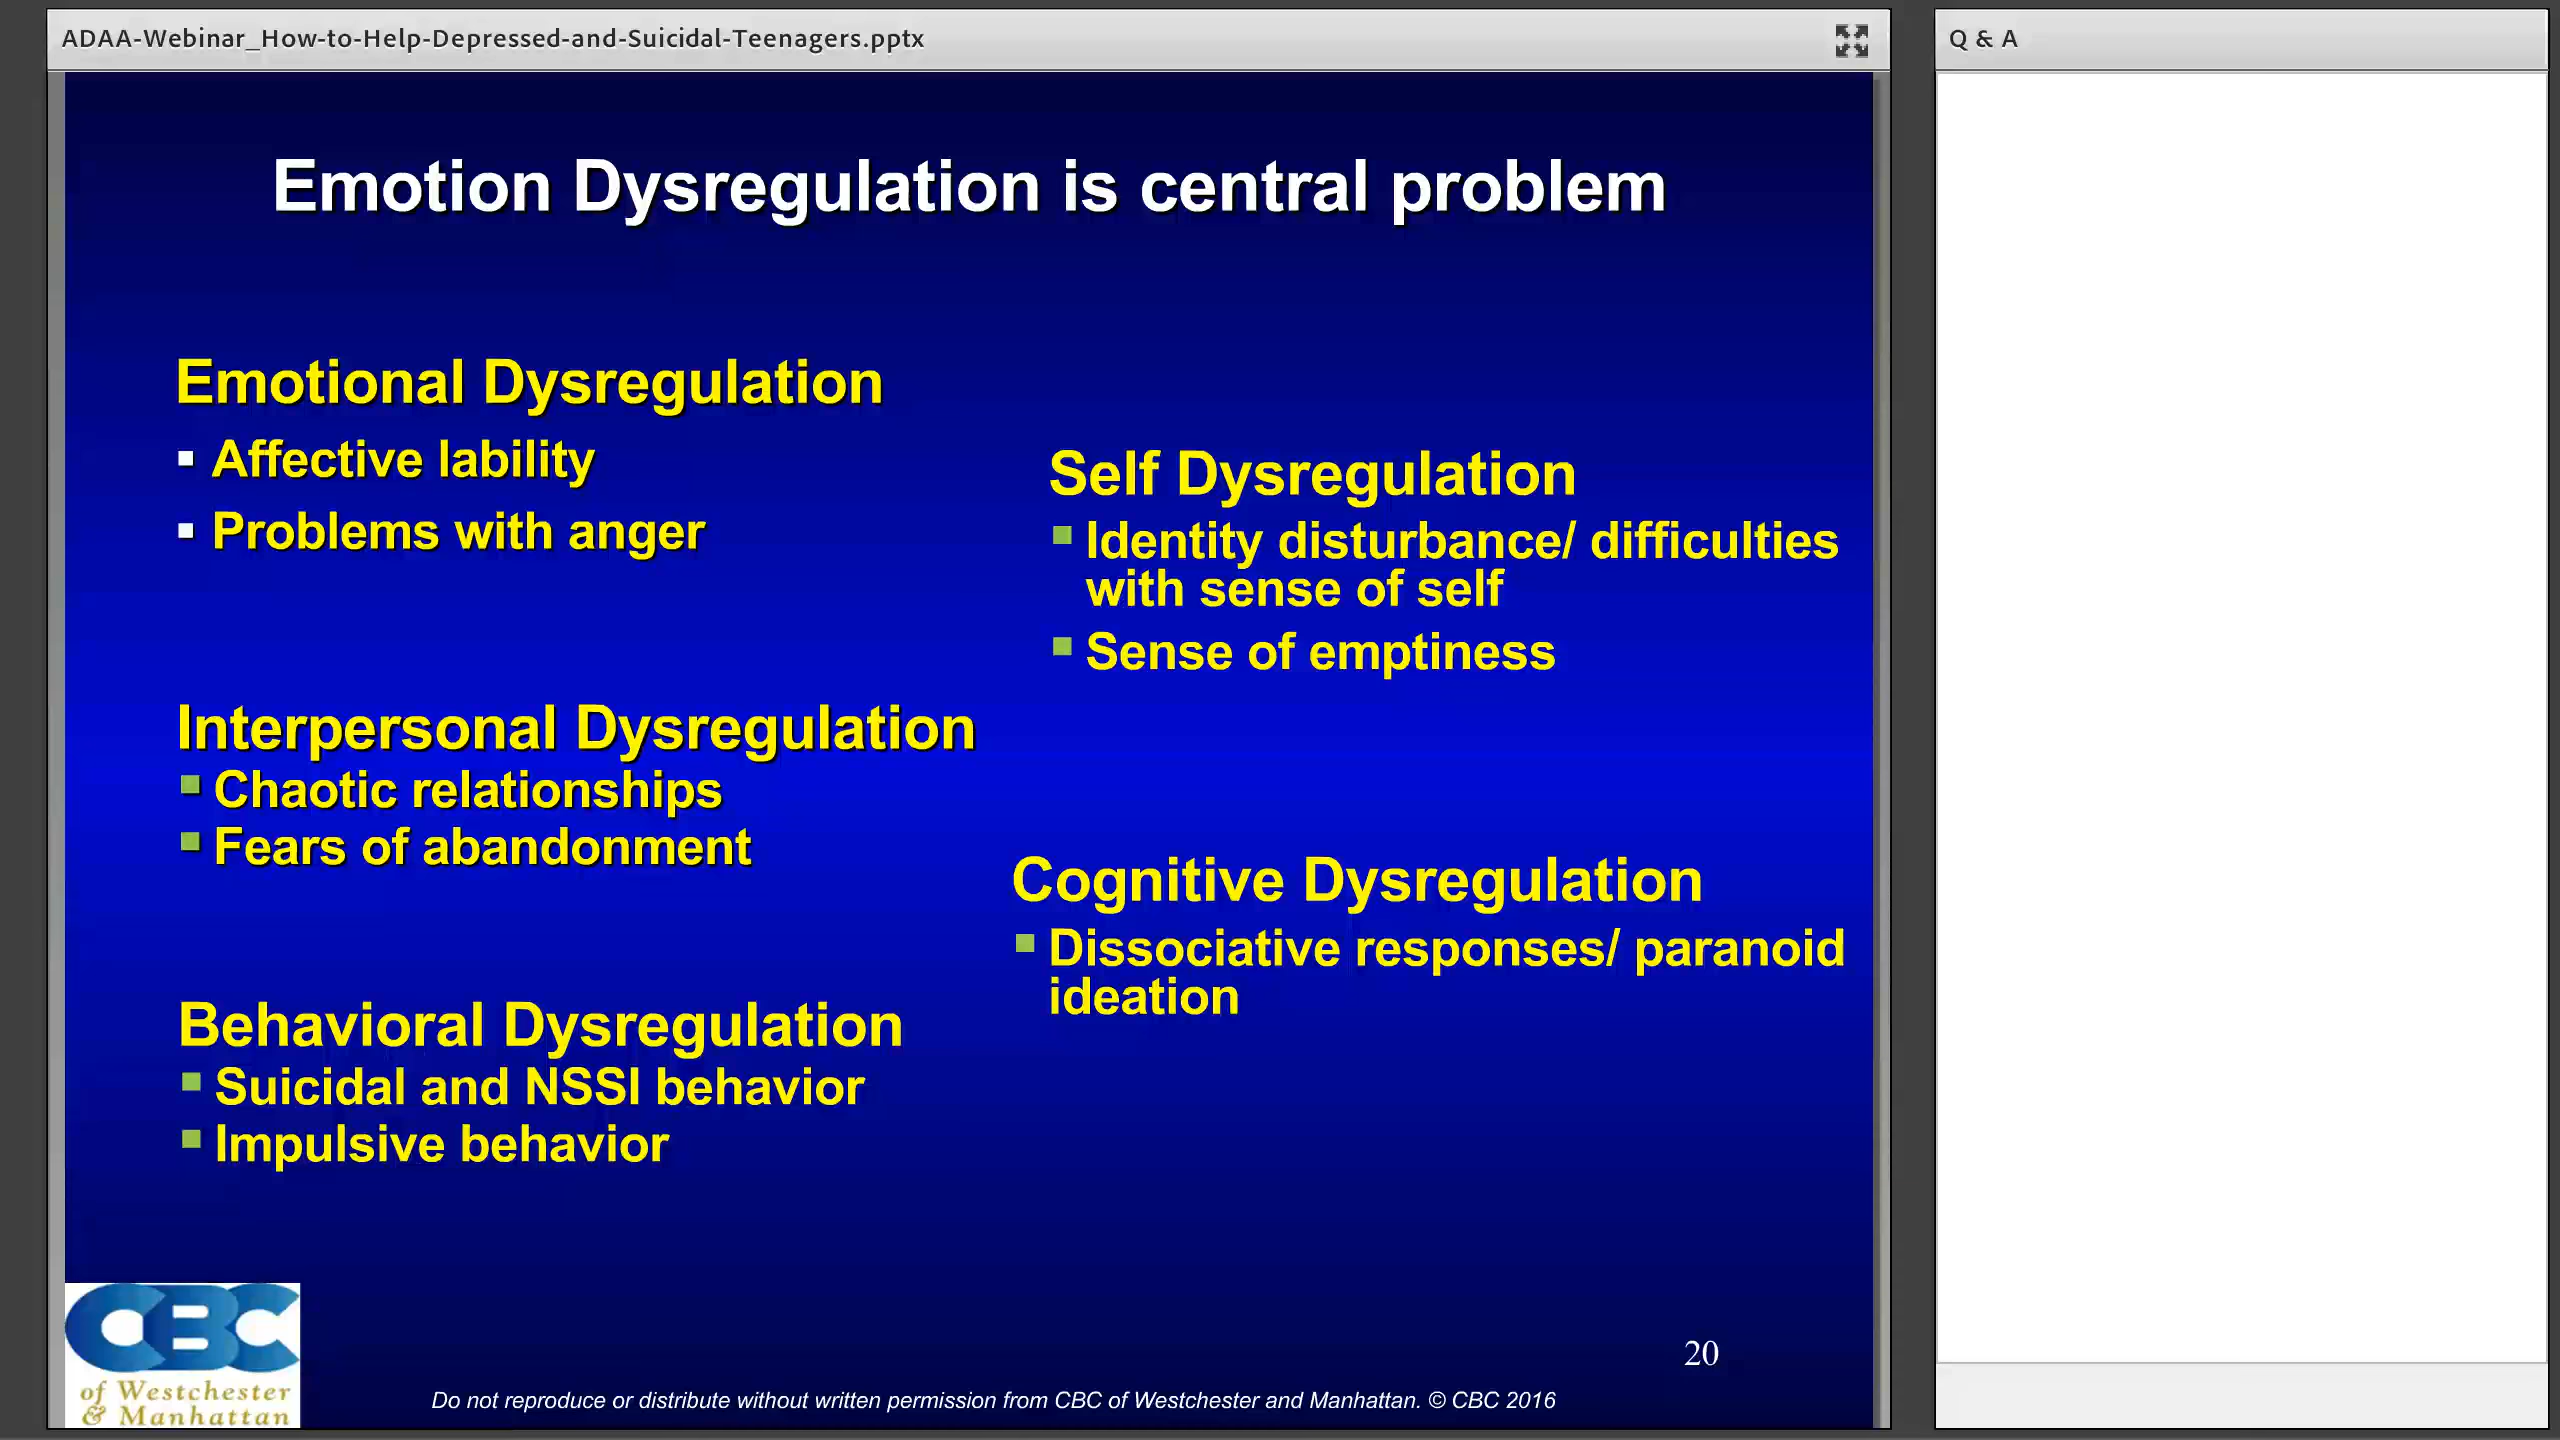 ADAA-Webinar_How-to-Help-Depressed-and-Suicidal-Teenagers.pptx
Q & A
Emotion Dysregulation is central problem
Emotional Dysregulation
Affective lability
Problems with anger
Interpersonal Dysregulation
Chaotic relationships
Fears of abandonment
Behavioral Dysregulation
Suicidal and NSSI behavior
Impulsive behavior
Self Dysregulation
Identity disturbance/ difficulties
with sense of self
Sense of emptiness
Cognitive Dysregulation
Dissociative responses/ paranoid
ideation
CBC
of Westchester
& Manhattan
20
Do not reproduce or distribute without written permission from CBC of Westchester and Manhattan. © CBC 2016